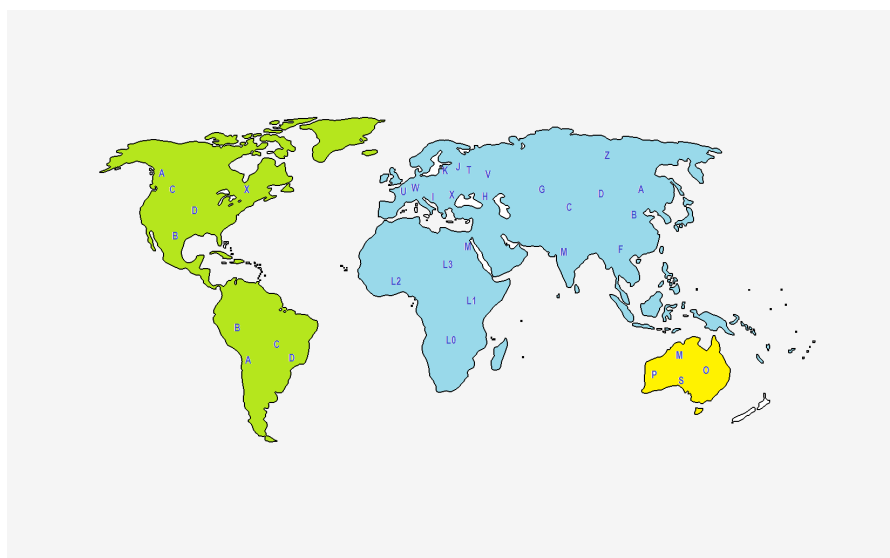 Z
J T
K V
A
C X U W I X H G D A
D C B
B M L3 M F
L2
L1
B C L0
A D M
P S O